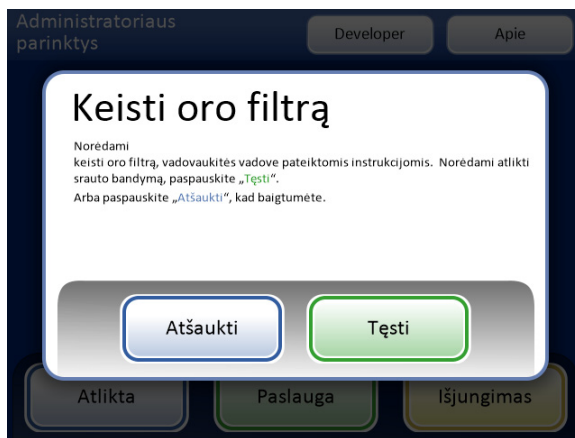 Administratoriaus
parinktys
Developer
Apie
Keisti oro filtrą
Norėdami
keisti oro filtrą, vadovaukitės vadove pateiktomis instrukcijomis. Norėdami atlikti
srauto bandymą, paspauskite „Tęsti“.
Arba paspauskite „Atšaukti“, kad baigtumėte.
Atšaukti
Tęsti
Atlikta
Paslauga
Išjungimas